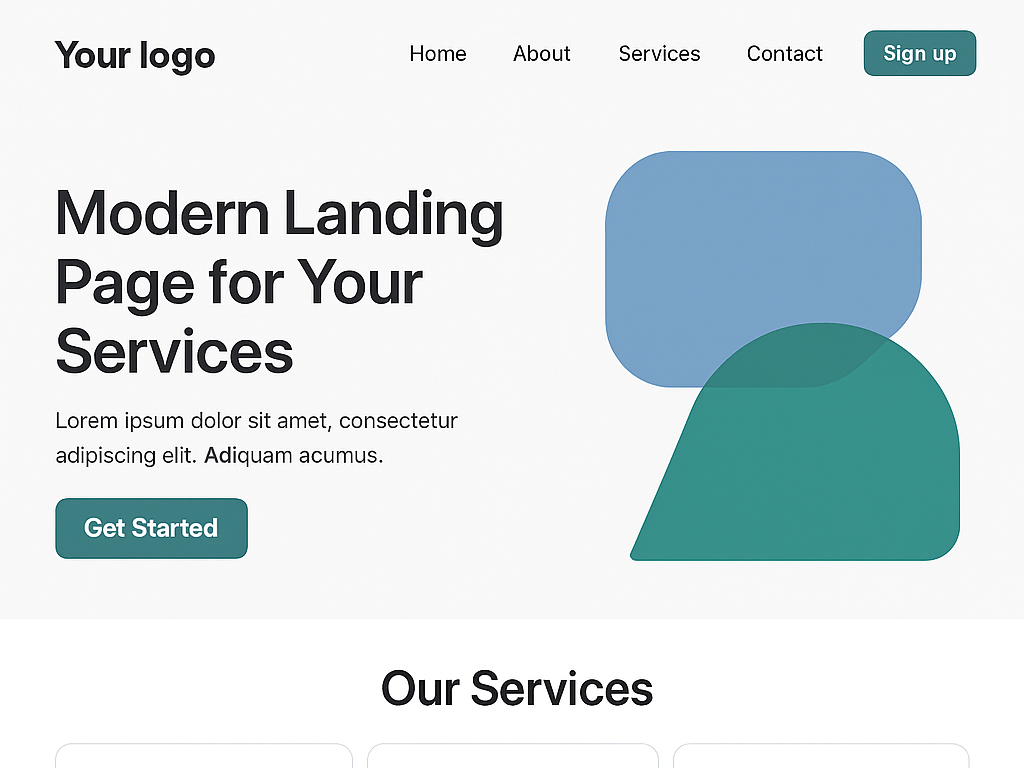 Your logo
Home About Services Contact Sign up
Modern Landing
Page for Your
Services
Lorem ipsum dolor sit amet, consectetur
adipiscing elit. Adiquam acumus.
Get Started
Our Services